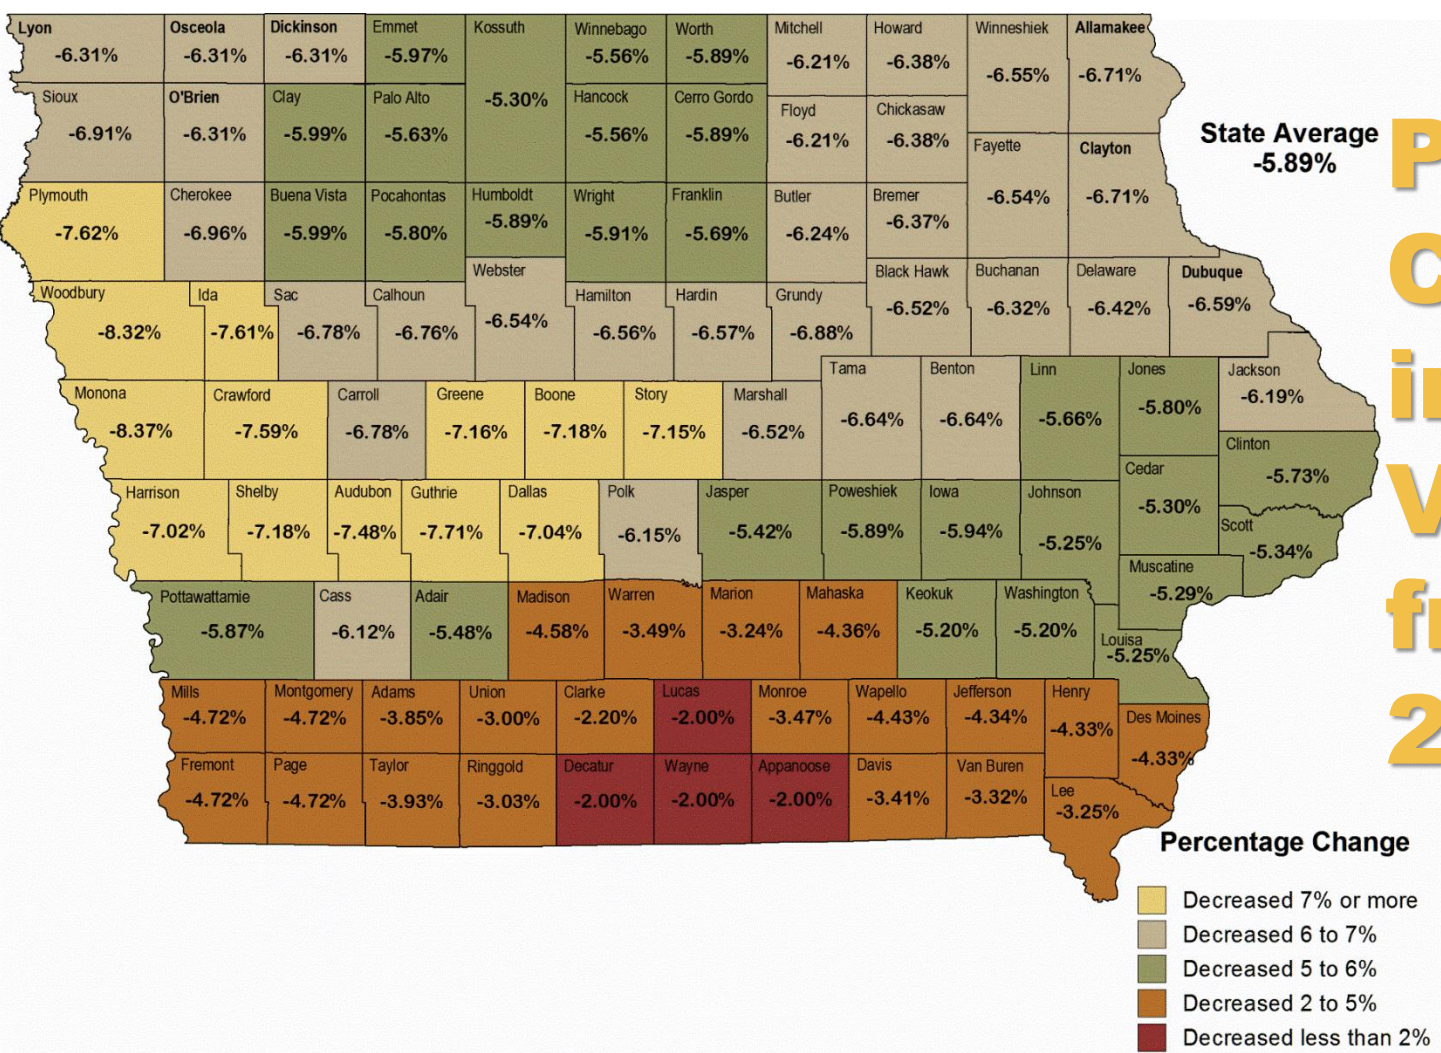 Lyon
-6.31%
Osceola
-6.31%
Dickinson
-6.31%
Emmet
-5.97%
Kossuth
-5.30%
Winnebago
-5.56%
Worth
-5.89%
Mitchell
-6.21%
Howard
-6.38%
Winneshiek
-6.55%
Allamakee
-6.71%
Sioux
-6.91%
O'Brien
-6.31%
Clay
-5.99%
Palo Alto
-5.63%
Hancock
-5.56%
Cerro Gordo
-5.89%
Floyd
-6.21%
Chickasaw
-6.38%
Fayette
-6.54%
Clayton
-6.71%
State Average
-5.89%
Plymouth
-7.62%
Cherokee
-6.96%
Buena Vista
-5.99%
Pocahontas
-5.80%
Humboldt
-5.89%
Wright
-5.91%
Franklin
-5.69%
Butler
-6.24%
Bremer
-6.37%
Woodbury
-8.32%
Ida
-7.61%
Sac
-6.78%
Calhoun
-6.76%
Webster
-6.54%
Hamilton
-6.56%
Hardin
-6.57%
Grundy
-6.88%
Black Hawk
-6.52%
Buchanan
-6.32%
Delaware
-6.42%
Dubuque
-6.59%
Monona
-8.37%
Crawford
-7.59%
Carroll
-6.78%
Greene
-7.16%
Boone
-7.18%
Story
-7.15%
Marshall
-6.52%
Tama
-6.64%
Benton
-6.64%
Linn
-5.66%
Jones
-5.80%
Jackson
-6.19%
Clinton
-5.73%
Cedar
-5.30%
Harrison
-7.02%
Shelby
-7.18%
Audubon
-7.48%
Guthrie
-7.71%
Dallas
-7.04%
Polk
-6.15%
Jasper
-5.42%
Poweshiek
-5.89%
Iowa
-5.94%
Johnson
-5.25%
Scott
-5.34%
Muscatine
-5.29%
Pottawattamie
-5.87%
Cass
-6.12%
Adair
-5.48%
Madison
-4.58%
Warren
-3.49%
Marion
-3.24%
Mahaska
-4.36%
Keokuk
-5.20%
Washington
-5.20%
Louisa
-5.25%
Mills
-4.72%
Montgomery
-4.72%
Adams
-3.85%
Union
-3.00%
Clarke
-2.20%
Lucas
-2.00%
Monroe
-3.47%
Wapello
-4.43%
Jefferson
-4.34%
Henry
-4.33%
Des Moines
-4.33%
Fremont
-4.72%
Page
-4.72%
Taylor
-3.93%
Ringgold
-3.03%
Decatur
-2.00%
Wayne
-2.00%
Appanoose
-2.00%
Davis
-3.41%
Van Buren
-3.32%
Lee
-3.25%
Percentage Change
Decreased 7% or more
Decreased 6 to 7%
Decreased 5 to 6%
Decreased 2 to 5%
Decreased less than 2%